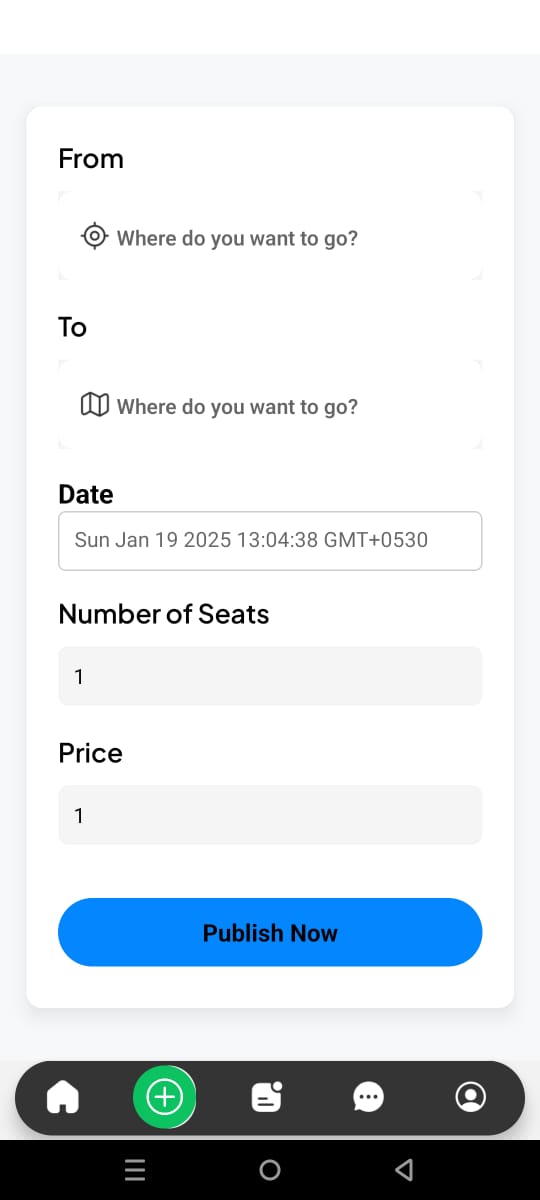 From
Where do you want to go?
To
Where do you want to go?
Date
Sun Jan 19 2025 13:04:38 GMT+0530
Number of Seats
1
Price
1
Publish Now